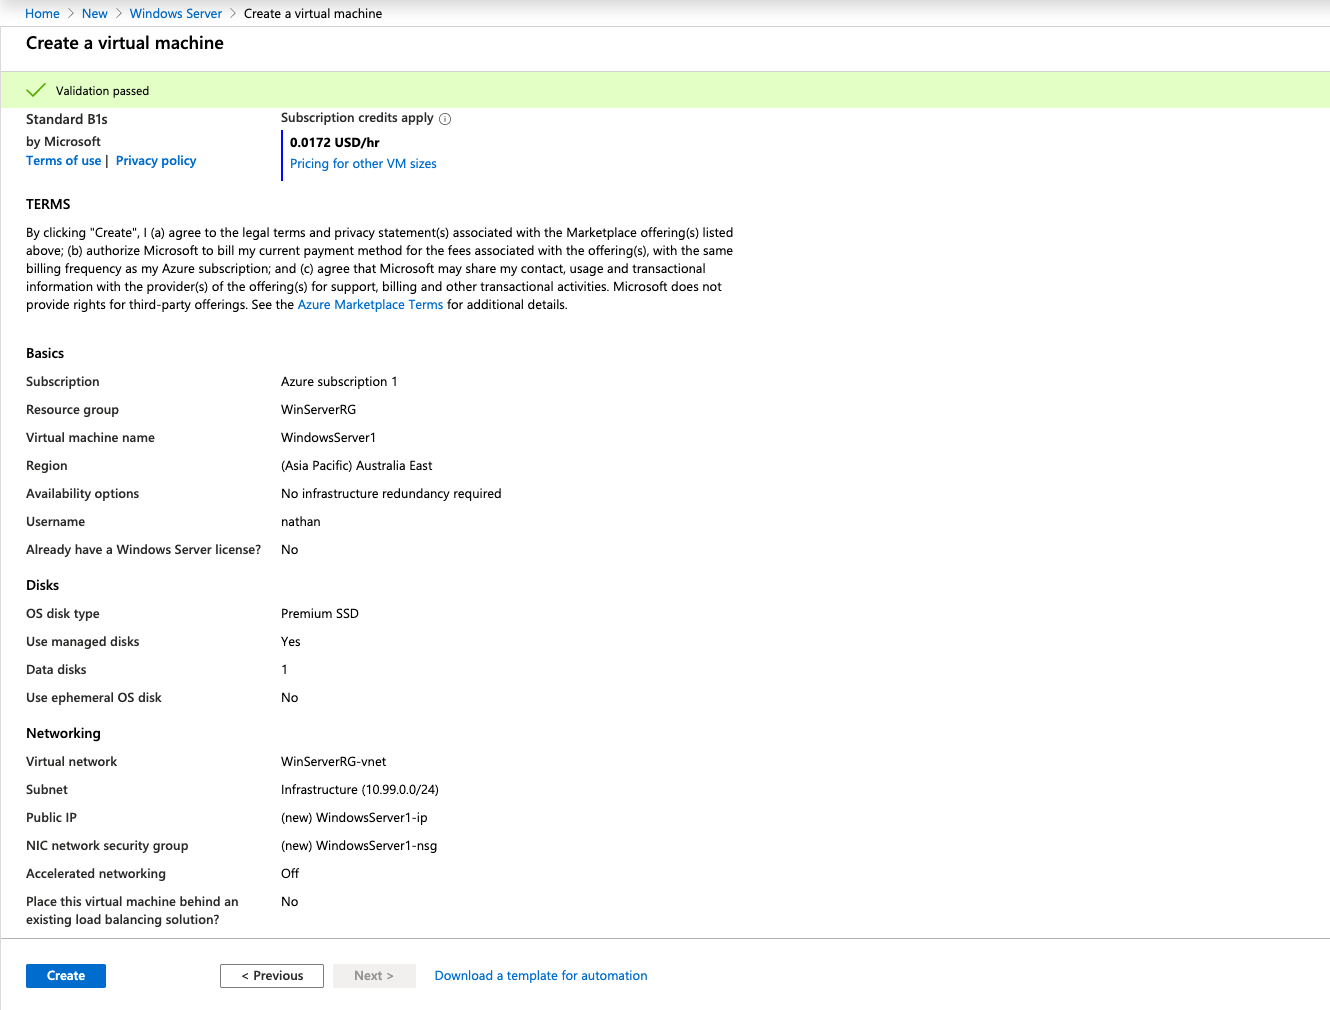 Home > New > Windows Server > Create a virtual machine
Create a virtual machine
Validation passed
Standard B1s
by Microsoft
Terms of use | Privacy policy
Subscription credits apply
0.0172 USD/hr
Pricing for other VM sizes
TERMS
By clicking "Create", I (a) agree to the legal terms and privacy statement(s) associated with the Marketplace offering(s) listed
above; (b) authorize Microsoft to bill my current payment method for the fees associated with the offering(s), with the same
billing frequency as my Azure subscription; and (c) agree that Microsoft may share my contact, usage and transactional
information with the provider(s) of the offering(s) for support, billing and other transactional activities. Microsoft does not
provide rights for third-party offerings. See the Azure Marketplace Terms for additional details.
Basics
Subscription Azure subscription 1
Resource group WinServerRG
Virtual machine name WindowsServer1
Region (Asia Pacific) Australia East
Availability options No infrastructure redundancy required
Username nathan
Already have a Windows Server license? No
Disks
OS disk type Premium SSD
Use managed disks Yes
Data disks 1
Use ephemeral OS disk No
Networking
Virtual network WinServerRG-vnet
Subnet Infrastructure (10.99.0.0/24)
Public IP (new) WindowsServer1-ip
NIC network security group (new) WindowsServer1-nsg
Accelerated networking Off
Place this virtual machine behind an No
existing load balancing solution?
Create < Previous Next > Download a template for automation